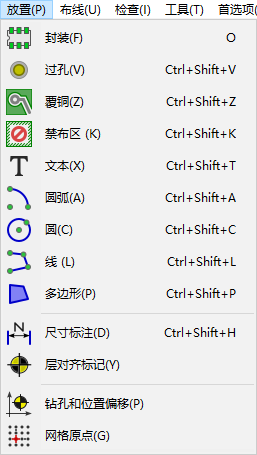 放置(P) 布线(U) 检查(I) 工具(T) 首选项(
封装(F) O
过孔(V) Ctrl+Shift+V
覆铜(Z) Ctrl+Shift+Z
禁布区 (K) Ctrl+Shift+K
文本(X) Ctrl+Shift+T
圆弧(A) Ctrl+Shift+A
圆(C) Ctrl+Shift+C
线 (L) Ctrl+Shift+L
多边形(P) Ctrl+Shift+P
尺寸标注(D) Ctrl+Shift+H
层对齐标记(Y)
钻孔和位置偏移(P)
网格原点(G)